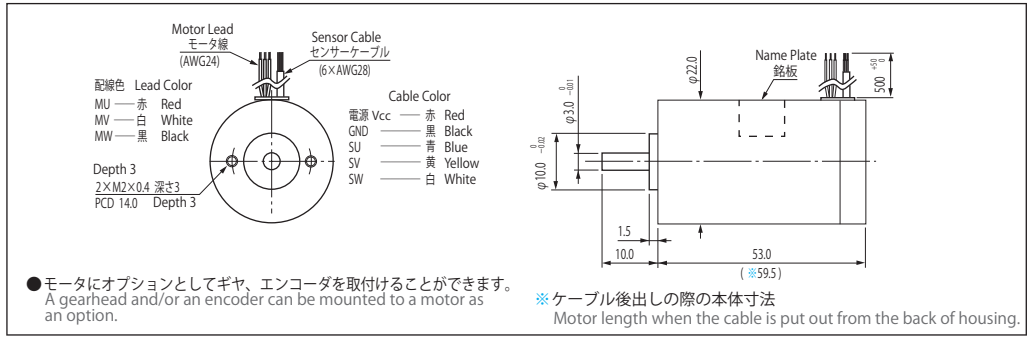 Motor Lead
モータ線
(AWG24)
Sensor Cable
センサーケーブル
(6×AWG28)
配線色 Lead Color
MU 赤 Red
MV 白 White
MW 黒 Black
Cable Color
電源 Vcc 赤 Red
GND 黒 Black
SU 青 Blue
SV 黄 Yellow
SW 白 White
Depth 3
2×M2×0.4 深さ3
PCD 14.0 Depth 3
Name Plate
銘板
φ22.0
φ3.0 0 -0.01
φ10.0 0 -0.02
500 +50 0
1.5
10.0
53.0
(※59.5)
●モータにオプションとしてギヤ、エンコーダを取付けることができます。
A gearhead and/or an encoder can be mounted to a motor as
an option.
※ケーブル後出しの際の本体寸法
Motor length when the cable is put out from the back of housing.